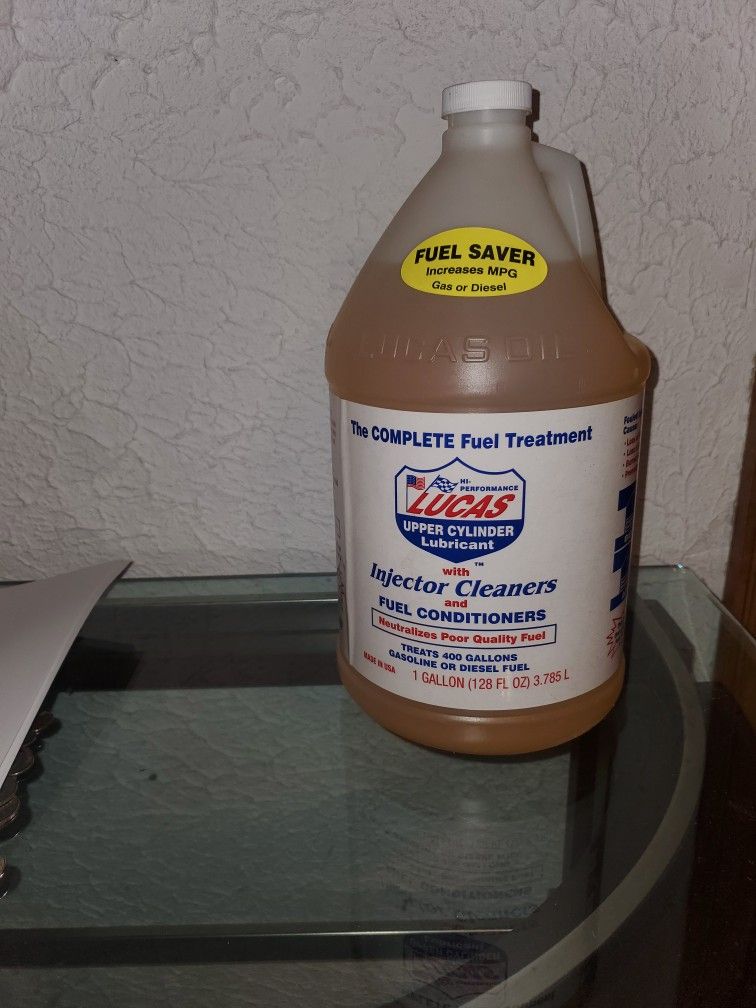 FUEL SAVER
Increases MPG
Gas or Diesel
LUCAS OIL
The COMPLETE Fuel Treatment
HI-
PERFORMANCE
LUCAS
UPPER CYLINDER
Lubricant
TM
with
Injector Cleaners
and
FUEL CONDITIONERS
Neutralizes Poor Quality Fuel
TREATS 400 GALLONS
GASOLINE OR DIESEL FUEL
MADE IN USA
1 GALLON (128 FL OZ) 3.785 L